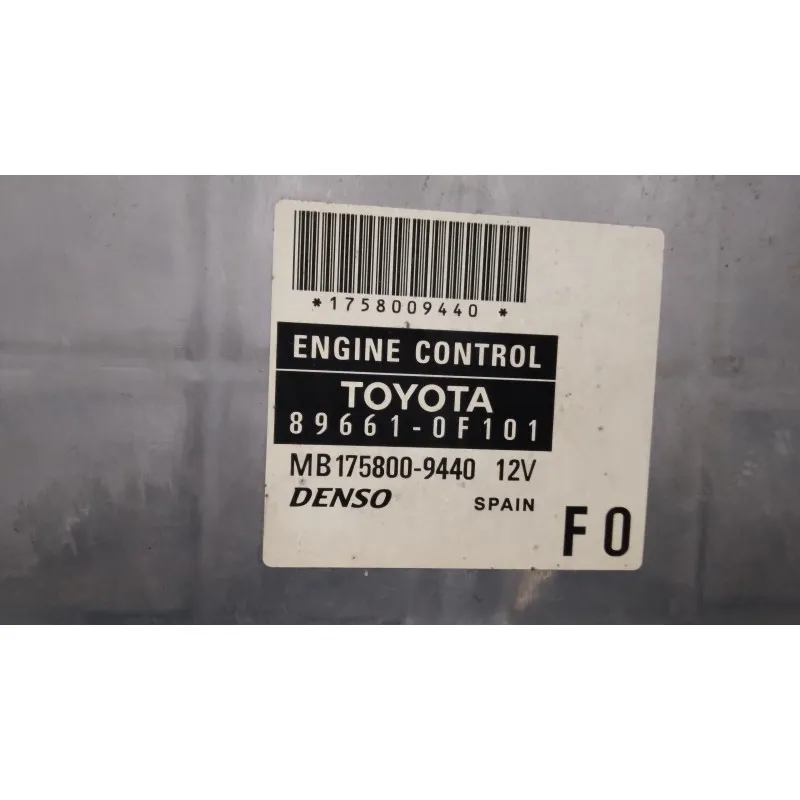 *1758009440*
ENGINE CONTROL
TOYOTA
89661-0F101
MB175800-9440 12V
DENSO SPAIN
F0